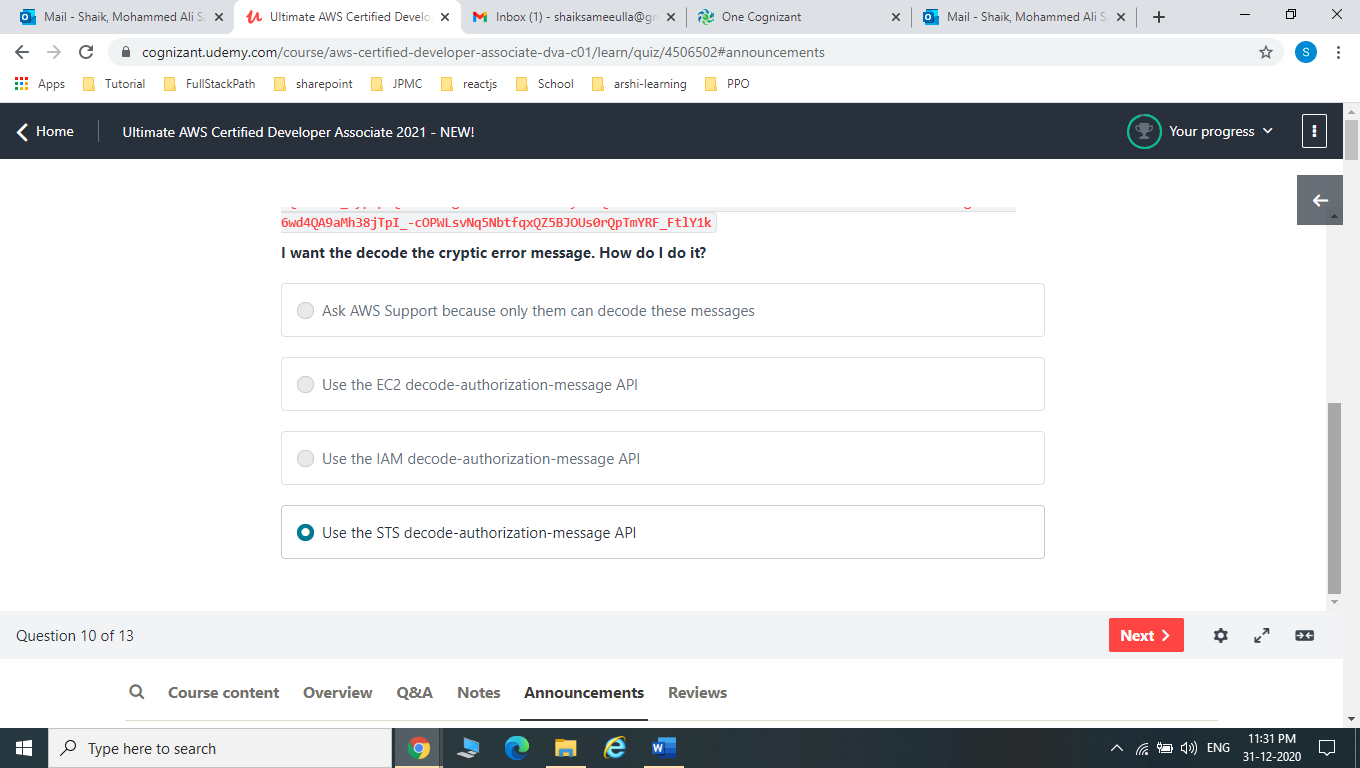 Mail - Shaik, Mohammed Ali S
Ultimate AWS Certified Develo
Inbox (1) - shaiksameeulla@gm
One Cognizant
Mail - Shaik, Mohammed Ali S
cognizant.udemy.com/course/aws-certified-developer-associate-dva-c01/learn/quiz/4506502#announcements
S
Apps Tutorial FullStackPath sharepoint JPMC reactjs School arshi-learning PPO
Home Ultimate AWS Certified Developer Associate 2021 - NEW! Your progress
6wd4QA9aMh38jTpI_-cOPWLsvNq5NbtfqxQZ5BJOUs0rQpTmYRF_FtlY1k
I want the decode the cryptic error message. How do I do it?
Ask AWS Support because only them can decode these messages
Use the EC2 decode-authorization-message API
Use the IAM decode-authorization-message API
Use the STS decode-authorization-message API
Question 10 of 13 Next
Course content Overview Q&A Notes Announcements Reviews
Type here to search
ENG
11:31 PM
31-12-2020